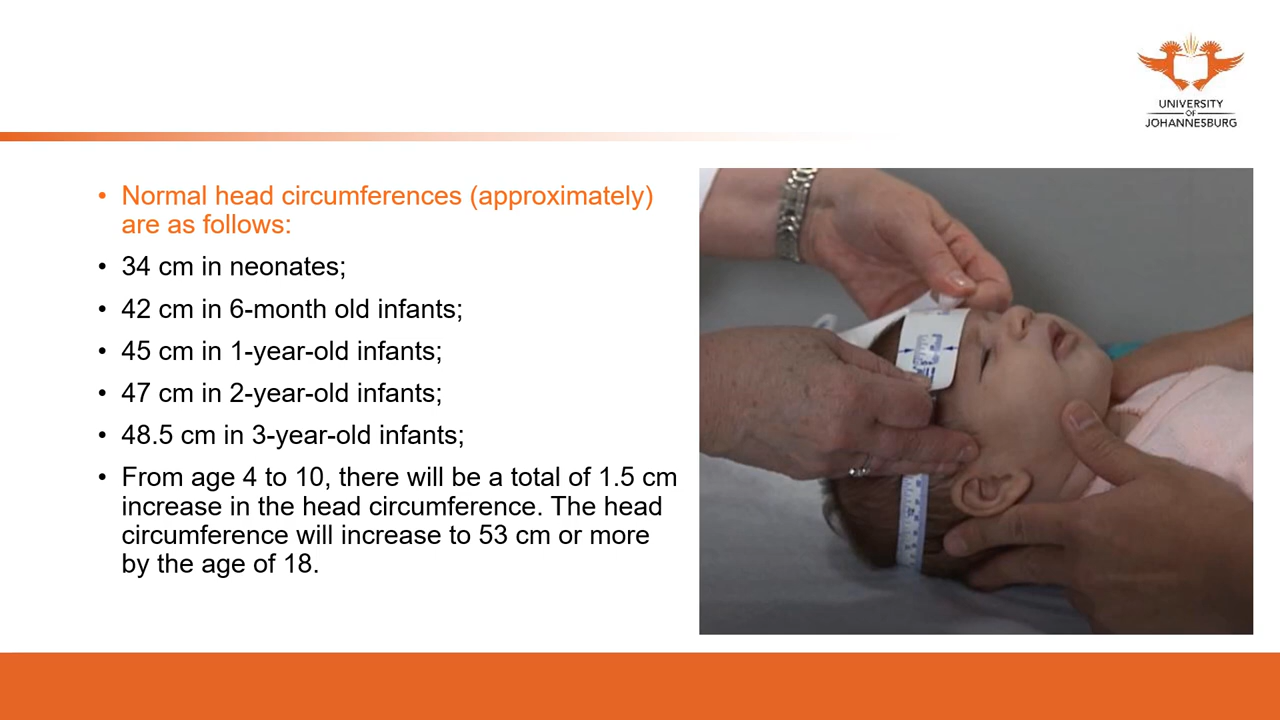 UNIVERSITY
OF
JOHANNESBURG
• Normal head circumferences (approximately)
are as follows:
• 34 cm in neonates;
• 42 cm in 6-month old infants;
• 45 cm in 1-year-old infants;
• 47 cm in 2-year-old infants;
• 48.5 cm in 3-year-old infants;
• From age 4 to 10, there will be a total of 1.5 cm
increase in the head circumference. The head
circumference will increase to 53 cm or more
by the age of 18.